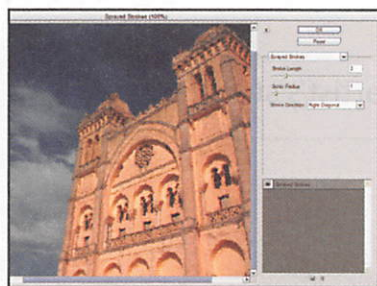 Sprayed Strokes (100%)
OK
Reset
Sprayed Strokes
Stroke Length
Spray Radius
Stroke Direction: Right Diagonal
Sprayed Strokes